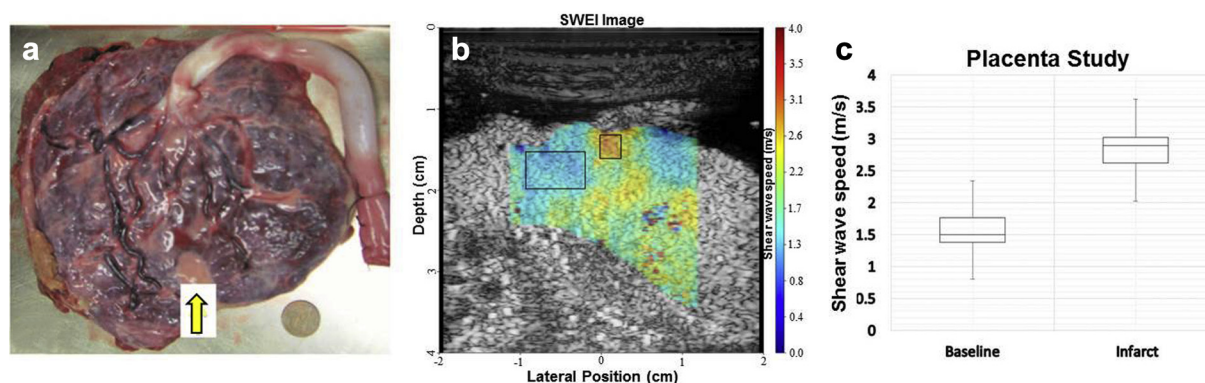 a
SWEI Image
b
0
1
2
3
4
Depth (cm)
-2
-1
0
1
2
Lateral Position (cm)
4.0
3.6
3.1
2.6
2.2
1.7
1.3
0.9
0.4
0.0
Shear wave speed (m/s)
c
Placenta Study
Shear wave speed (m/s)
4
3.5
3
2.5
2
1.5
1
0.5
0
Baseline
Infarct